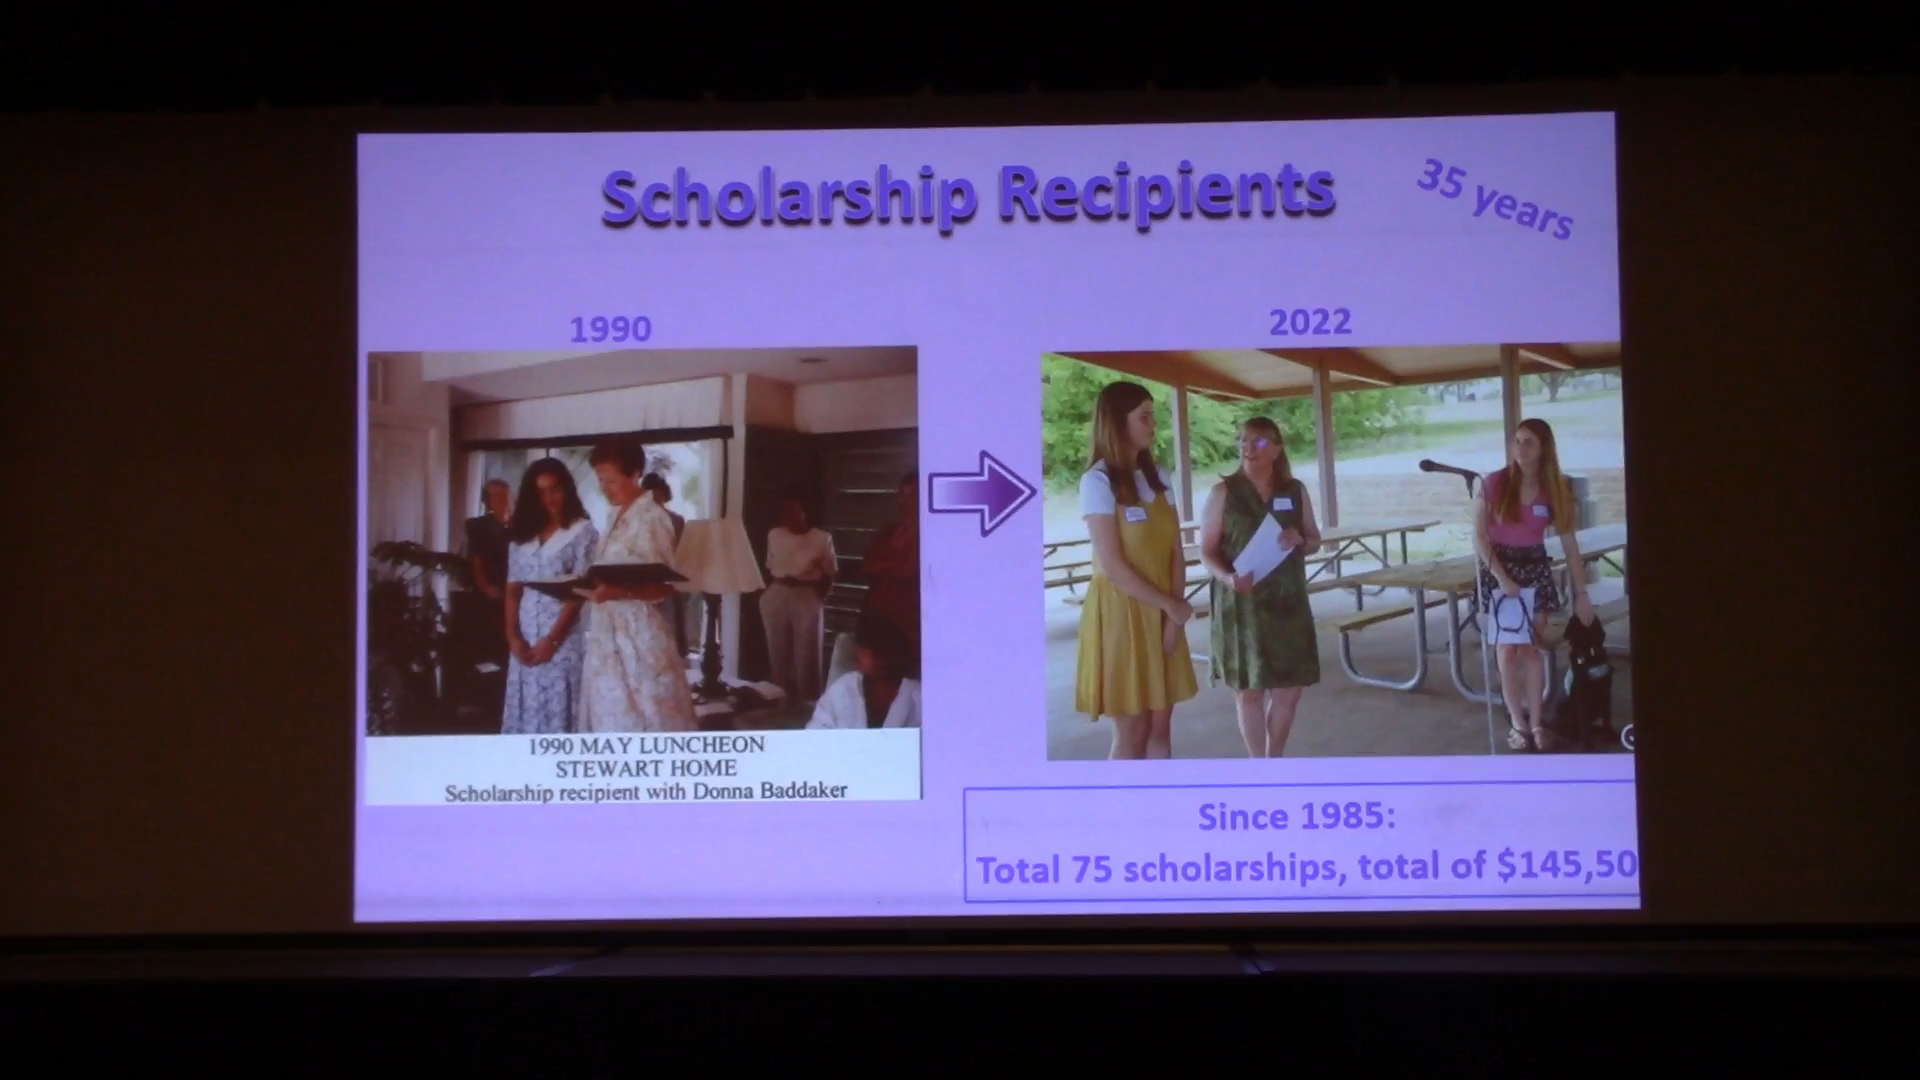 Scholarship Recipients
35 years
1990
2022
1990 MAY LUNCHEON
STEWART HOME
Scholarship recipient with Donna Baddaker
Since 1985:
Total 75 scholarships, total of $145,50